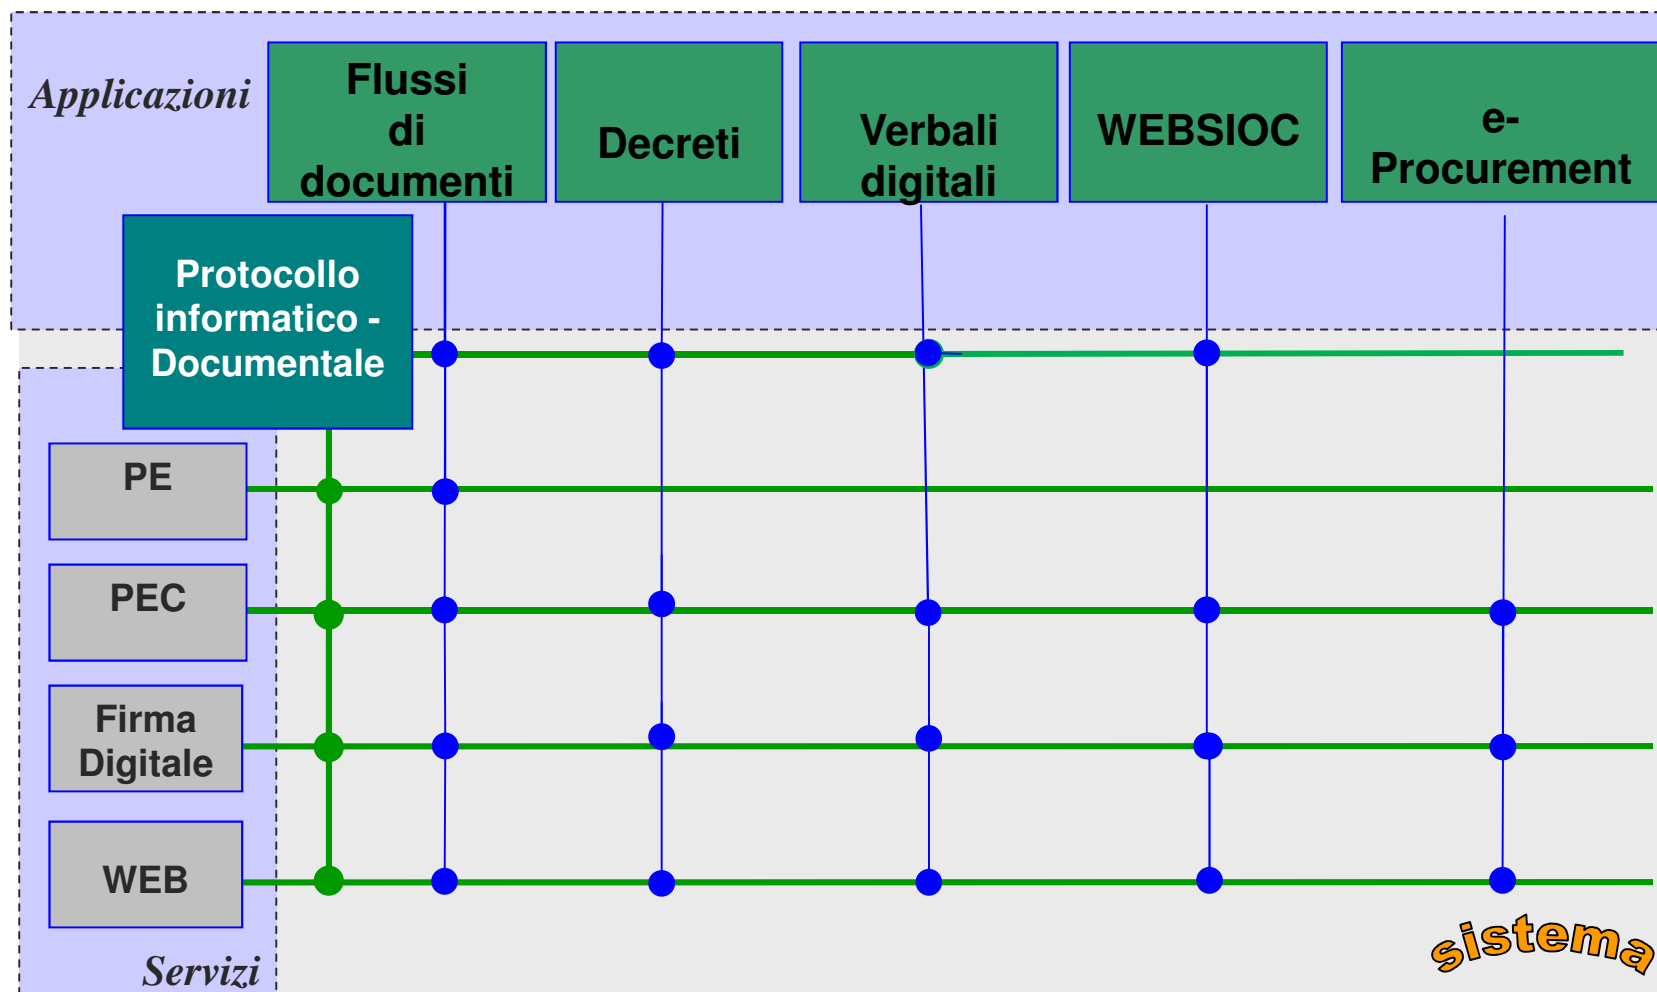 Applicazioni
Flussi
di
documenti
Decreti
Verbali
digitali
WEBSIOC
e-
Procurement
Protocollo
informatico -
Documentale
PE
PEC
Firma
Digitale
WEB
Servizi
sistema